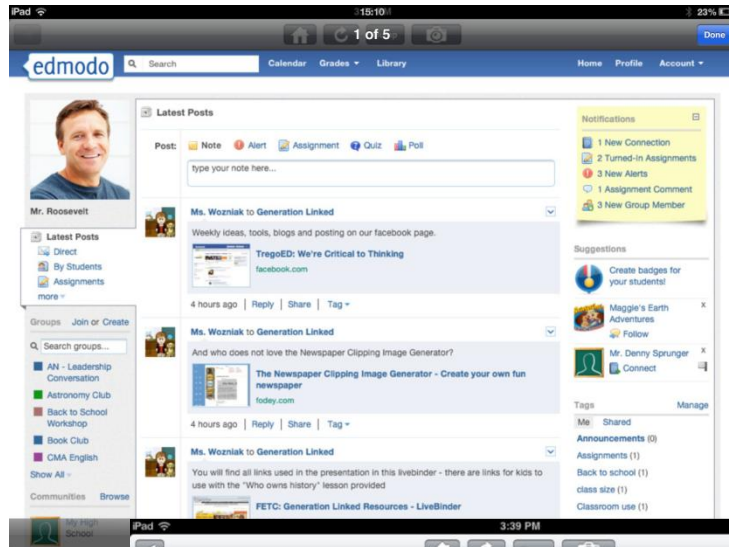 iPad
15:10
23%
1 of 5
Done
edmodo
Search
Calendar
Grades
Library
Home
Profile
Account
Mr. Roosevelt
Latest Posts
Direct
By Students
Assignments
more
Groups
Join or Create
Search groups...
AN - Leadership
Conversation
Astronomy Club
Back to School
Workshop
Book Club
CMA English
Show All
Communities
Browse
My High
School
Latest Posts
Post:
Note
Alert
Assignment
Quiz
Poll
type your note here...
Ms. Wozniak to Generation Linked
Weekly ideas, tools, blogs and posting on our facebook page.
TregoED: We're Critical to Thinking
facebook.com
4 hours ago | Reply | Share | Tag
Ms. Wozniak to Generation Linked
And who does not love the Newspaper Clipping Image Generator?
The Newspaper Clipping Image Generator - Create your own fun
newspaper
fodey.com
4 hours ago | Reply | Share | Tag
Ms. Wozniak to Generation Linked
You will find all links used in the presentation in this livebinder - there are links for kids to
use with the "Who owns history" lesson provided
FETC: Generation Linked Resources - LiveBinder
Notifications
1 New Connection
2 Turned-In Assignments
3 New Alerts
1 Assignment Comment
3 New Group Member
Suggestions
Create badges for
your students!
Maggie's Earth
Adventures
x
Follow
Mr. Denny Sprunger
x
Connect
Tags
Manage
Me
Shared
Announcements (0)
Assignments (1)
Back to school (1)
class size (1)
Classroom use (1)
iPad
3:39 PM